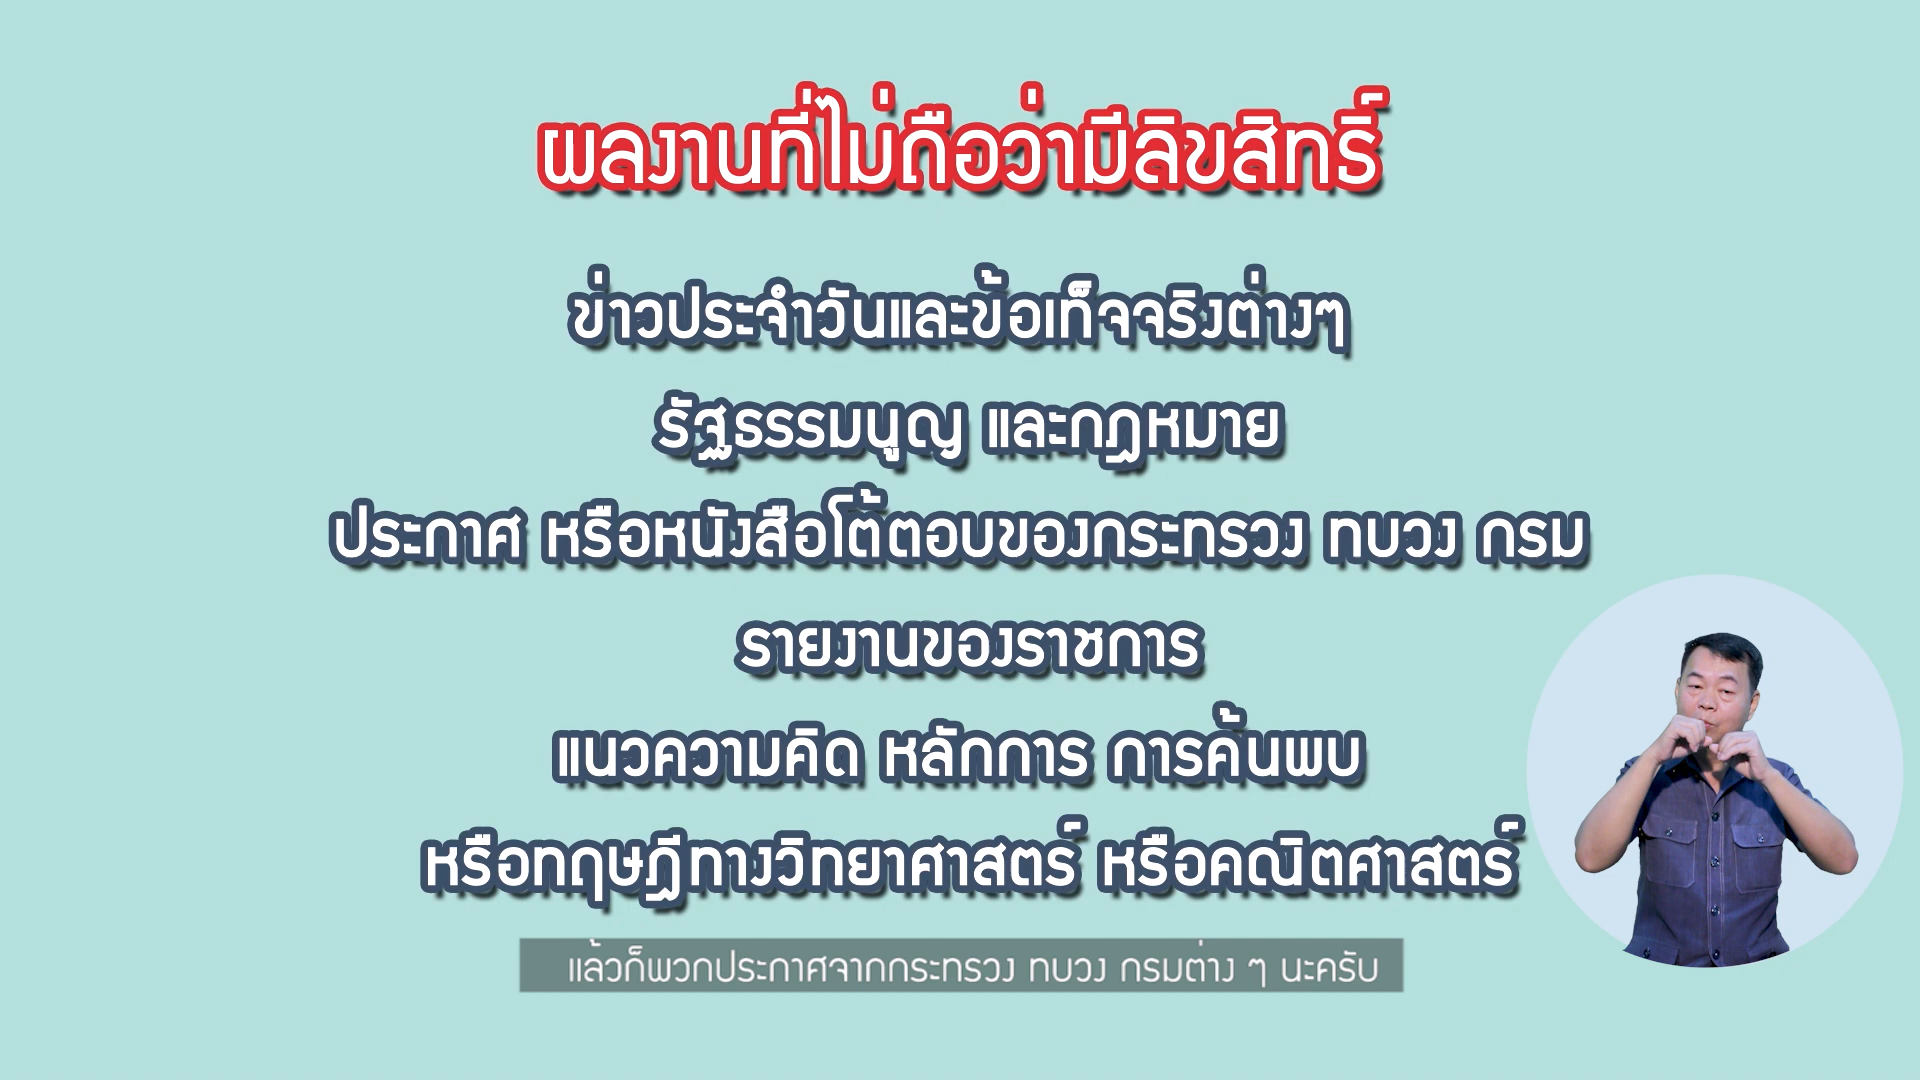 ผลงานที่ไม่ถือว่ามีลิขสิทธิ์
ข่าวประจำวันและข้อเท็จจริงต่างๆ
รัฐธรรมนูญ และกฎหมาย
ประกาศ หรือหนังสือโต้ตอบของกระทรวง ทบวง กรม
รายงานของราชการ
แนวความคิด หลักการ การค้นพบ
หรือทฤษฎีทางวิทยาศาสตร์ หรือคณิตศาสตร์
แล้วก็พวกประกาศจากกระทรวง ทบวง กรมต่าง ๆ นะครับ